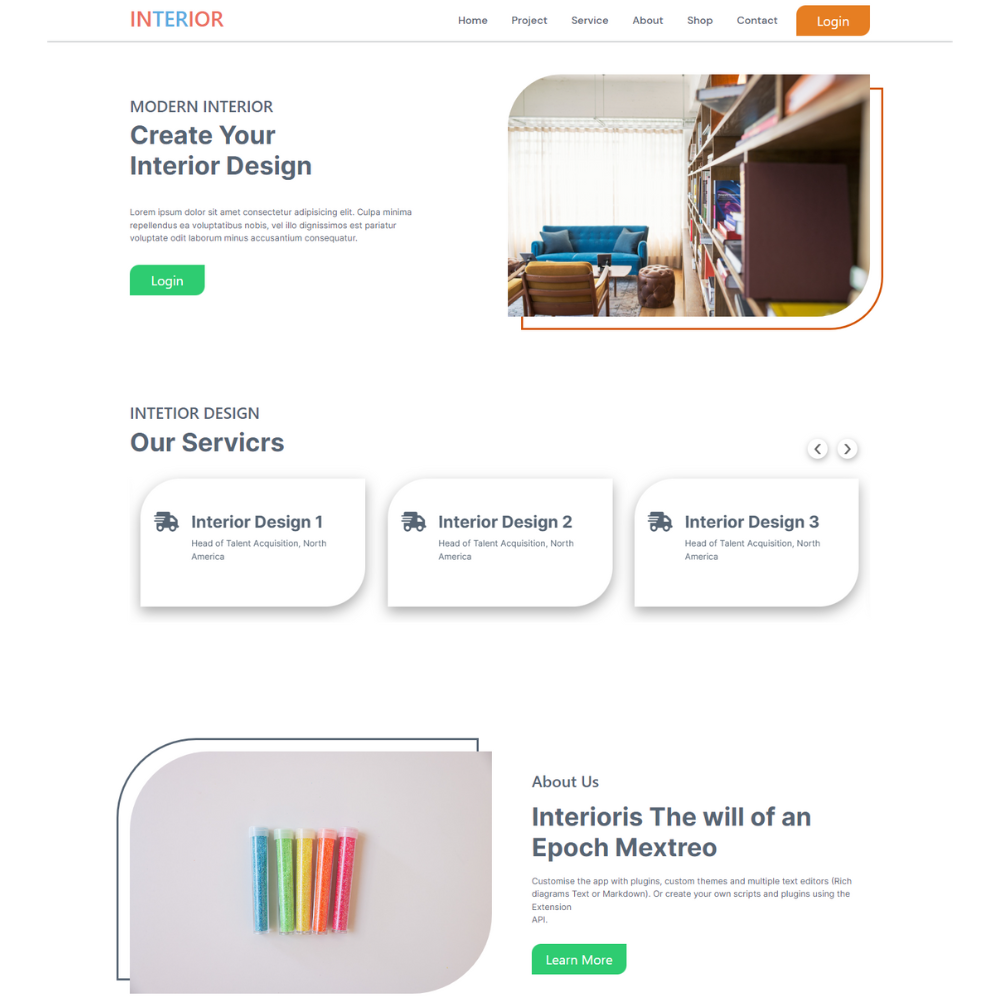 INTERIOR
Home Project Service About Shop Contact Login
MODERN INTERIOR
Create Your
Interior Design
Lorem ipsum dolor sit amet consectetur adipisicing elit. Culpa minima
repellendus ea voluptatibus nobis, vel illo dignissimos est pariatur
voluptate odit laborum minus accusantium consequatur.
Login
INTETIOR DESIGN
Our Servicrs
Interior Design 1
Head of Talent Acquisition, North
America
Interior Design 2
Head of Talent Acquisition, North
America
Interior Design 3
Head of Talent Acquisition, North
America
About Us
Interioris The will of an
Epoch Mextreo
Customise the app with plugins, custom themes and multiple text editors (Rich
diagrams Text or Markdown). Or create your own scripts and plugins using the
Extension
API.
Learn More